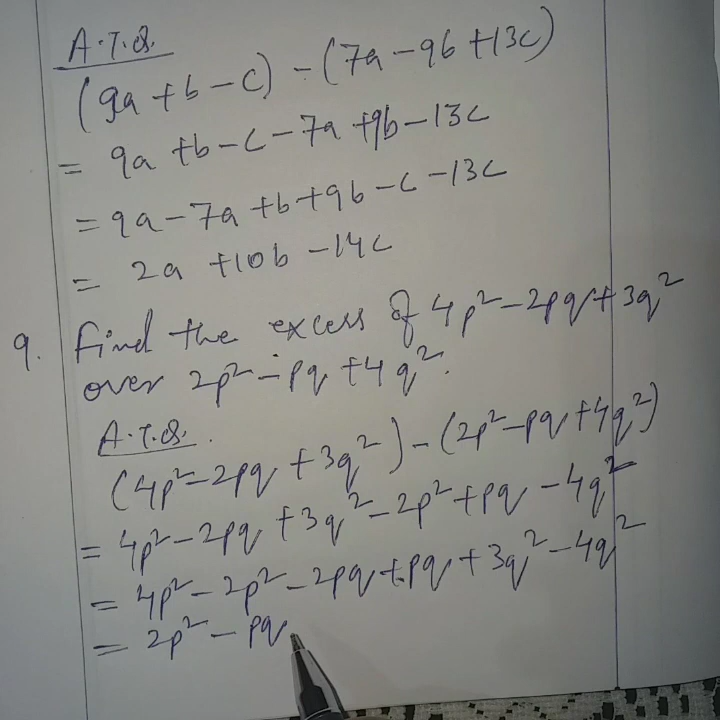 A.T.Q.
(9a + b - c) - (7a - 9b + 13c)
= 9a + b - c - 7a + 9b - 13c
= 9a - 7a + b + 9b - c - 13c
= 2a + 10b - 14c
9. Find the excess of 4p² - 2pq + 3q²
over 2p² - pq + 4q².
A.T.Q.
(4p² - 2pq + 3q²) - (2p² - pq + 4q²)
= 4p² - 2pq + 3q² - 2p² + pq - 4q²
= 4p² - 2p² - 2pq + pq + 3q² - 4q²
= 2p² - pq